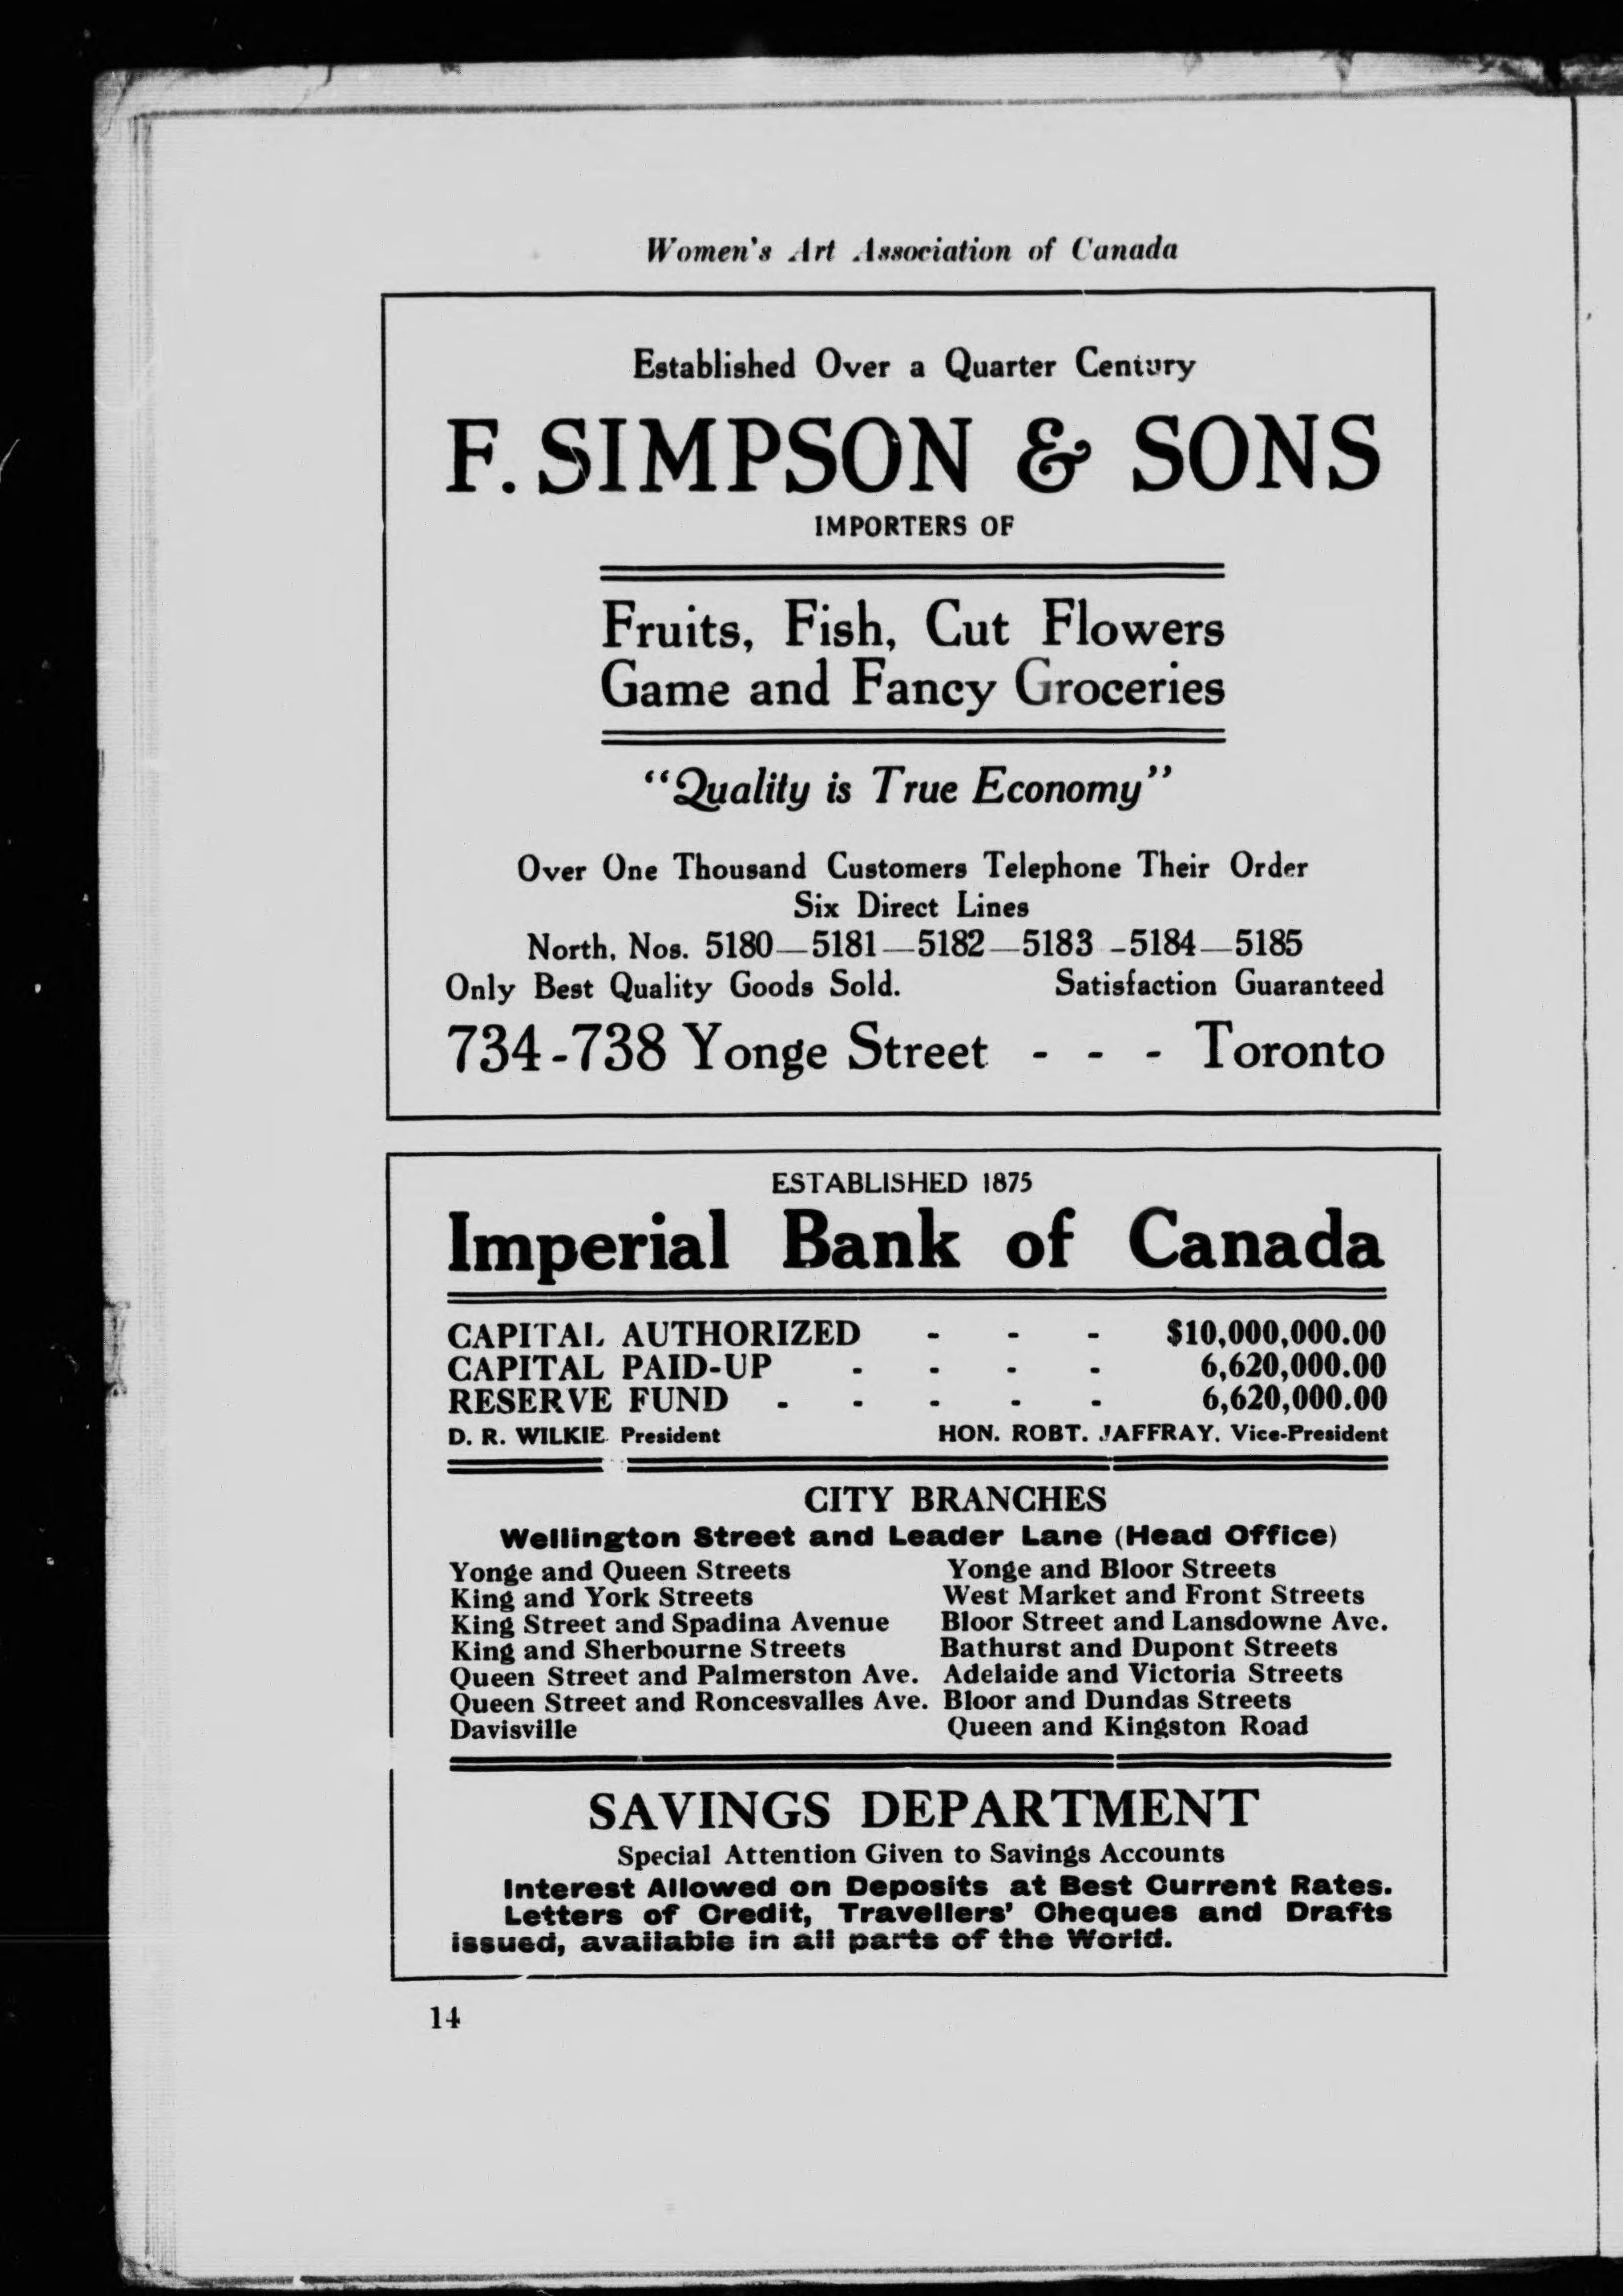 Women's Art Association of Canada
Established Over a Quarter Century
F. SIMPSON & SONS
IMPORTERS OF
Fruits, Fish, Cut Flowers
Game and Fancy Groceries
"Quality is True Economy"
Over One Thousand Customers Telephone Their Order
Six Direct Lines
North, Nos. 5180—5181—5182—5183-5184—5185
Only Best Quality Goods Sold. Satisfaction Guaranteed
734-738 Yonge Street - - - Toronto
ESTABLISHED 1875
Imperial Bank of Canada
CAPITAL AUTHORIZED - - - $10,000,000.00
CAPITAL PAID-UP - - - - 6,620,000.00
RESERVE FUND - - - - - 6,620,000.00
D. R. WILKIE President HON. ROBT. JAFFRAY, Vice-President
CITY BRANCHES
Wellington Street and Leader Lane (Head Office)
Yonge and Queen Streets Yonge and Bloor Streets
King and York Streets West Market and Front Streets
King Street and Spadina Avenue Bloor Street and Lansdowne Ave.
King and Sherbourne Streets Bathurst and Dupont Streets
Queen Street and Palmerston Ave. Adelaide and Victoria Streets
Queen Street and Roncesvalles Ave. Bloor and Dundas Streets
Davisville Queen and Kingston Road
SAVINGS DEPARTMENT
Special Attention Given to Savings Accounts
Interest Allowed on Deposits at Best Current Rates.
Letters of Credit, Travellers' Cheques and Drafts
issued, available in all parts of the World.
14